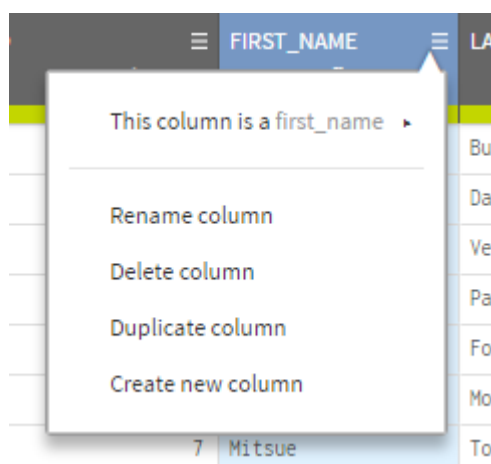 FIRST_NAME LA
This column is a first_name
Bu
Da
Rename column
Ve
Delete column
Pa
Duplicate column
Fo
Create new column
Mo
7 Mitsue To